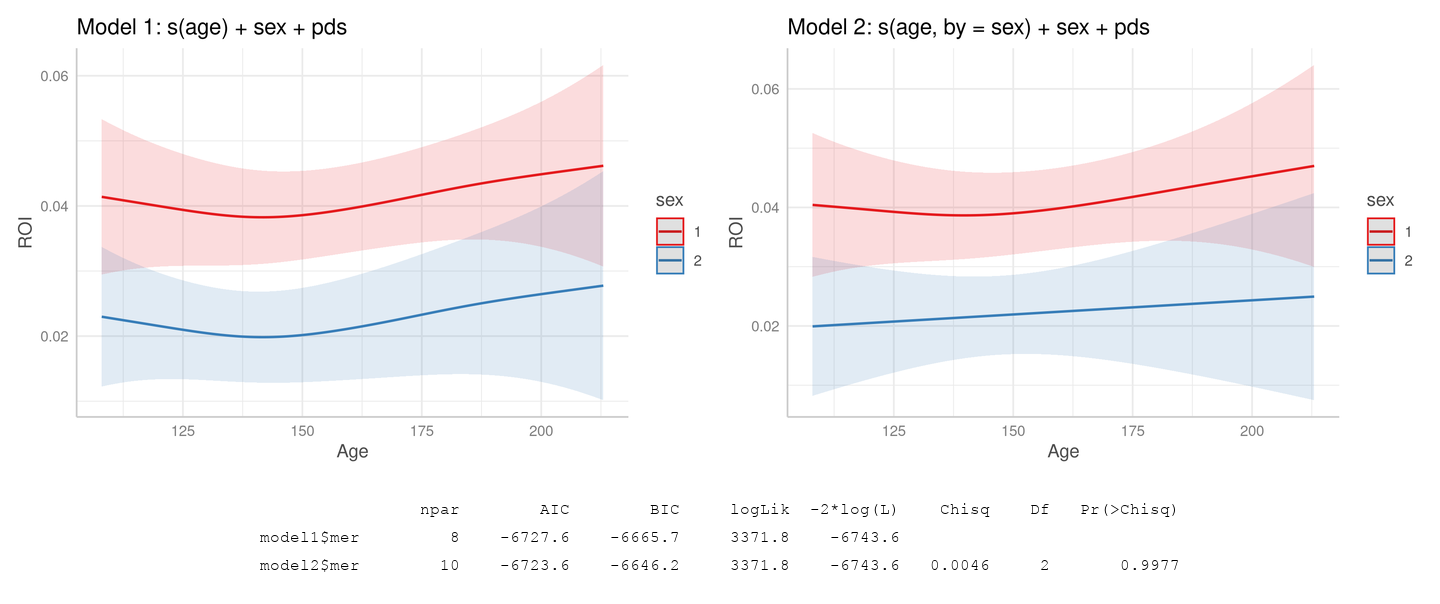 Model 1: s(age) + sex + pds
0.06
0.04
0.02
ROI
125 150 175 200
Age
sex
1
2
Model 2: s(age, by = sex) + sex + pds
0.06
0.04
0.02
ROI
125 150 175 200
Age
sex
1
2
npar AIC BIC logLik -2*log(L) Chisq Df Pr(>Chisq)
model1$mer 8 -6727.6 -6665.7 3371.8 -6743.6
model2$mer 10 -6723.6 -6646.2 3371.8 -6743.6 0.0046 2 0.9977